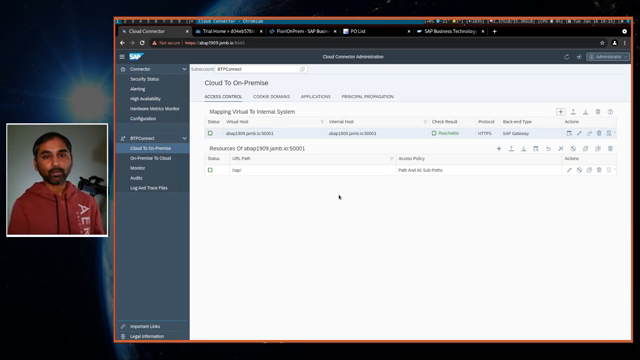 Cloud Connector - Chromium
Cloud Connector
Trial Home
FioriOnPrem - SAP Busine
PO List
SAP Business Technology
Not secure
https://abap1909.jamb.io:8443
SAP
Cloud Connector Administration
Administrator
Connector
Security Status
Alerting
High Availability
Hardware Metrics Monitor
Configuration
BTPConnect
Cloud To On-Premise
On-Premise To Cloud
Monitor
Audits
Log And Trace Files
Important Links
Legal Information
Subaccount: BTPConnect
Cloud To On-Premise
ACCESS CONTROL COOKIE DOMAINS APPLICATIONS PRINCIPAL PROPAGATION
Mapping Virtual To Internal System
Status Virtual Host Internal Host Check Result Protocol Back-end Type Actions
abap1909.jamb.io:50001 abap1909.jamb.io:50001 Reachable HTTPS SAP Gateway
Resources Of abap1909.jamb.io:50001
Status URL Path Access Policy Actions
/sap/ Path And All Sub-Paths